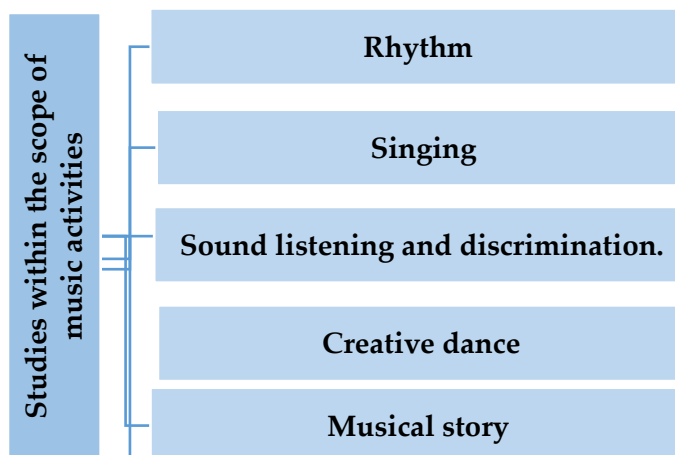 Studies within the scope of
music activities
Rhythm
Singing
Sound listening and discrimination.
Creative dance
Musical story